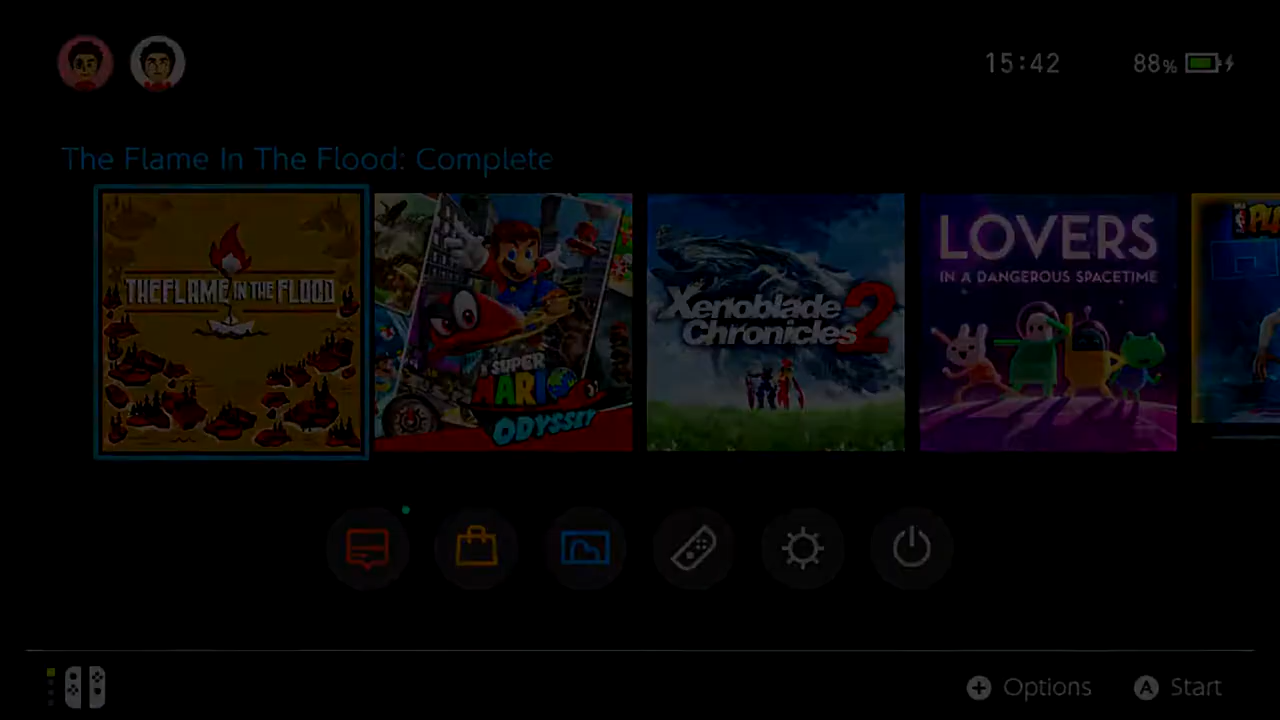 15:42
88%
The Flame In The Flood: Complete
THE FLAME IN THE FLOOD
SUPER
MARIO
ODYSSEY
Xenoblade
Chronicles 2
LOVERS
IN A DANGEROUS SPACETIME
NBA
Options
A Start